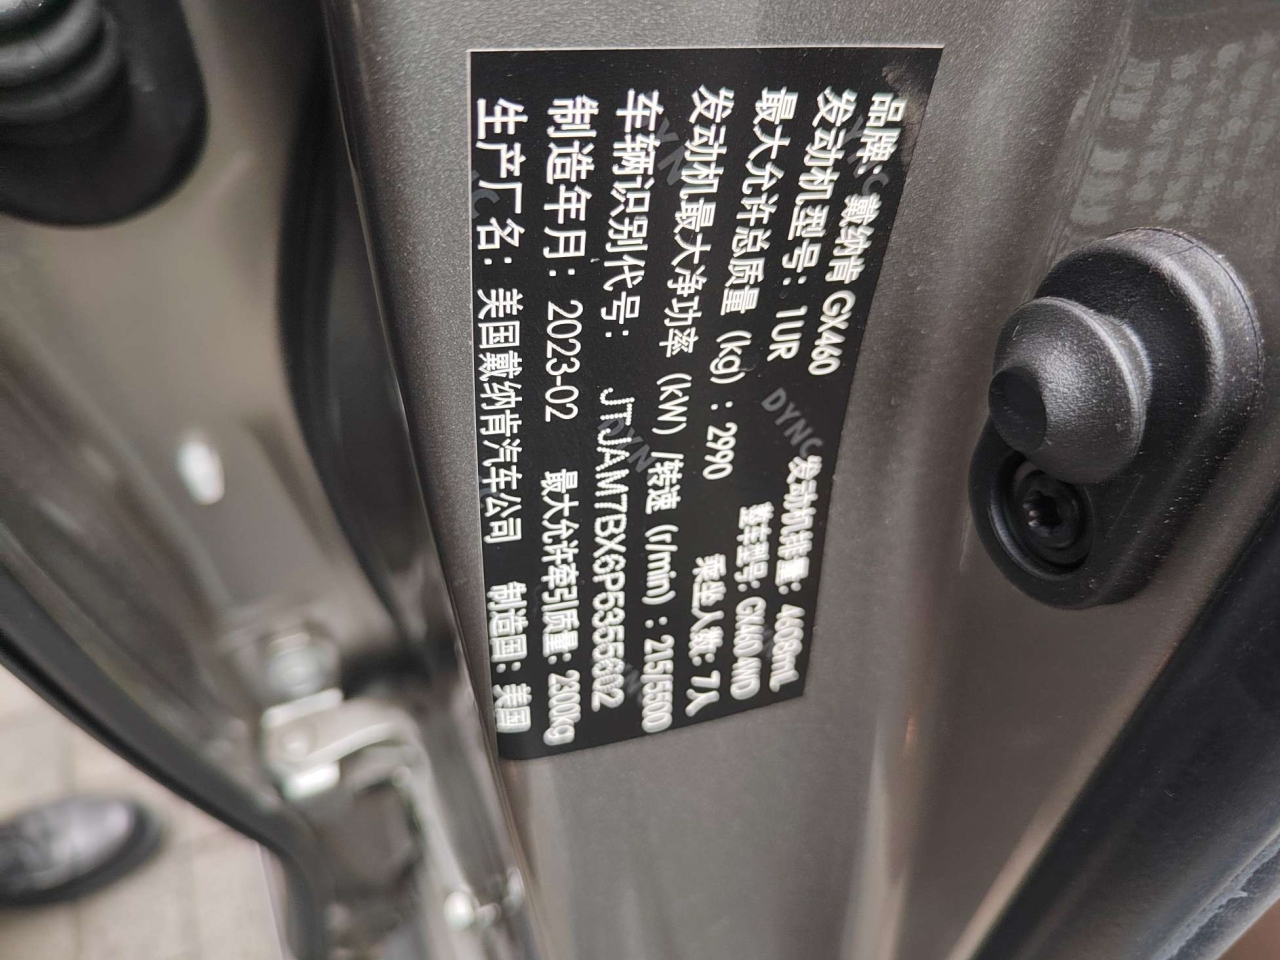 品牌: 戴纳肯 GX460
发动机型号: 1UR 发动机排量: 4608mL
最大允许总质量 (kg) : 2990 整车型号: GX460 AWD
发动机最大净功率 (kW) /转速 (r/min) : 215/5500 乘坐人数: 7人
车辆识别代号: JTJAM7BX6P5355602
制造年月: 2023-02 最大允许牵引质量: 2300kg
生产厂名: 美国戴纳肯汽车公司 制造国: 美国